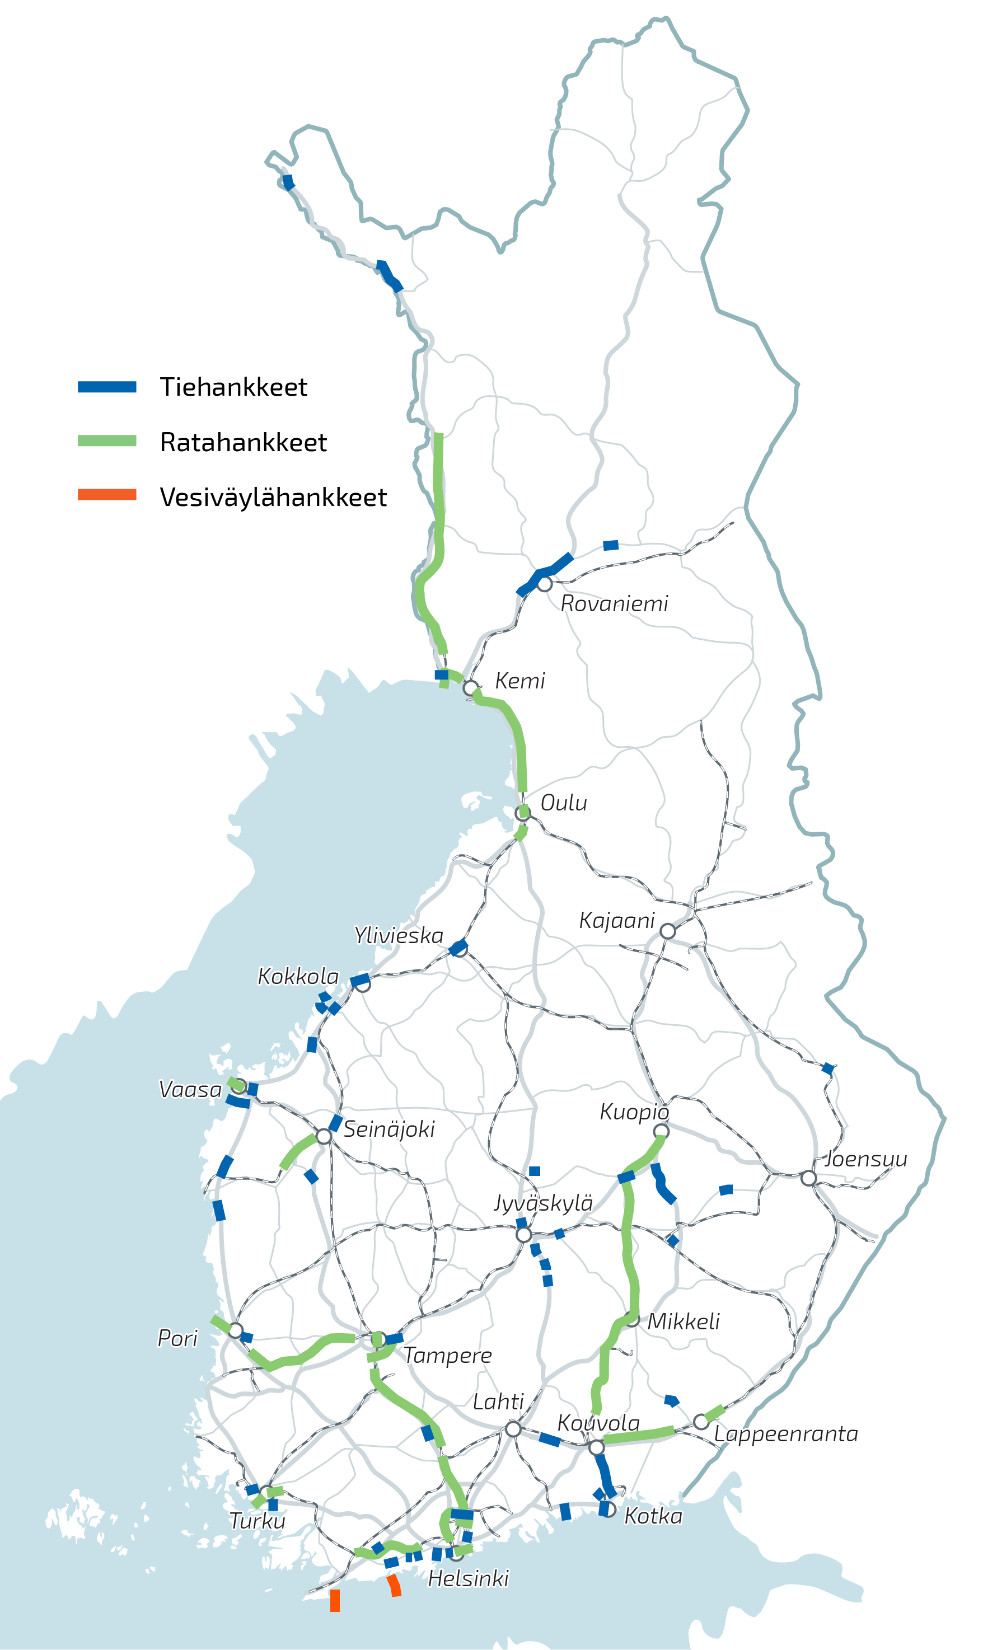 Tiehankkeet
Ratahankkeet
Vesiväylähankkeet
Rovaniemi
Kemi
Oulu
Kajaani
Ylivieska
Kokkola
Vaasa
Kuopio
Seinäjoki
Joensuu
Jyväskylä
Mikkeli
Pori
Tampere
Lahti
Kouvola
Lappeenranta
Turku
Kotka
Helsinki